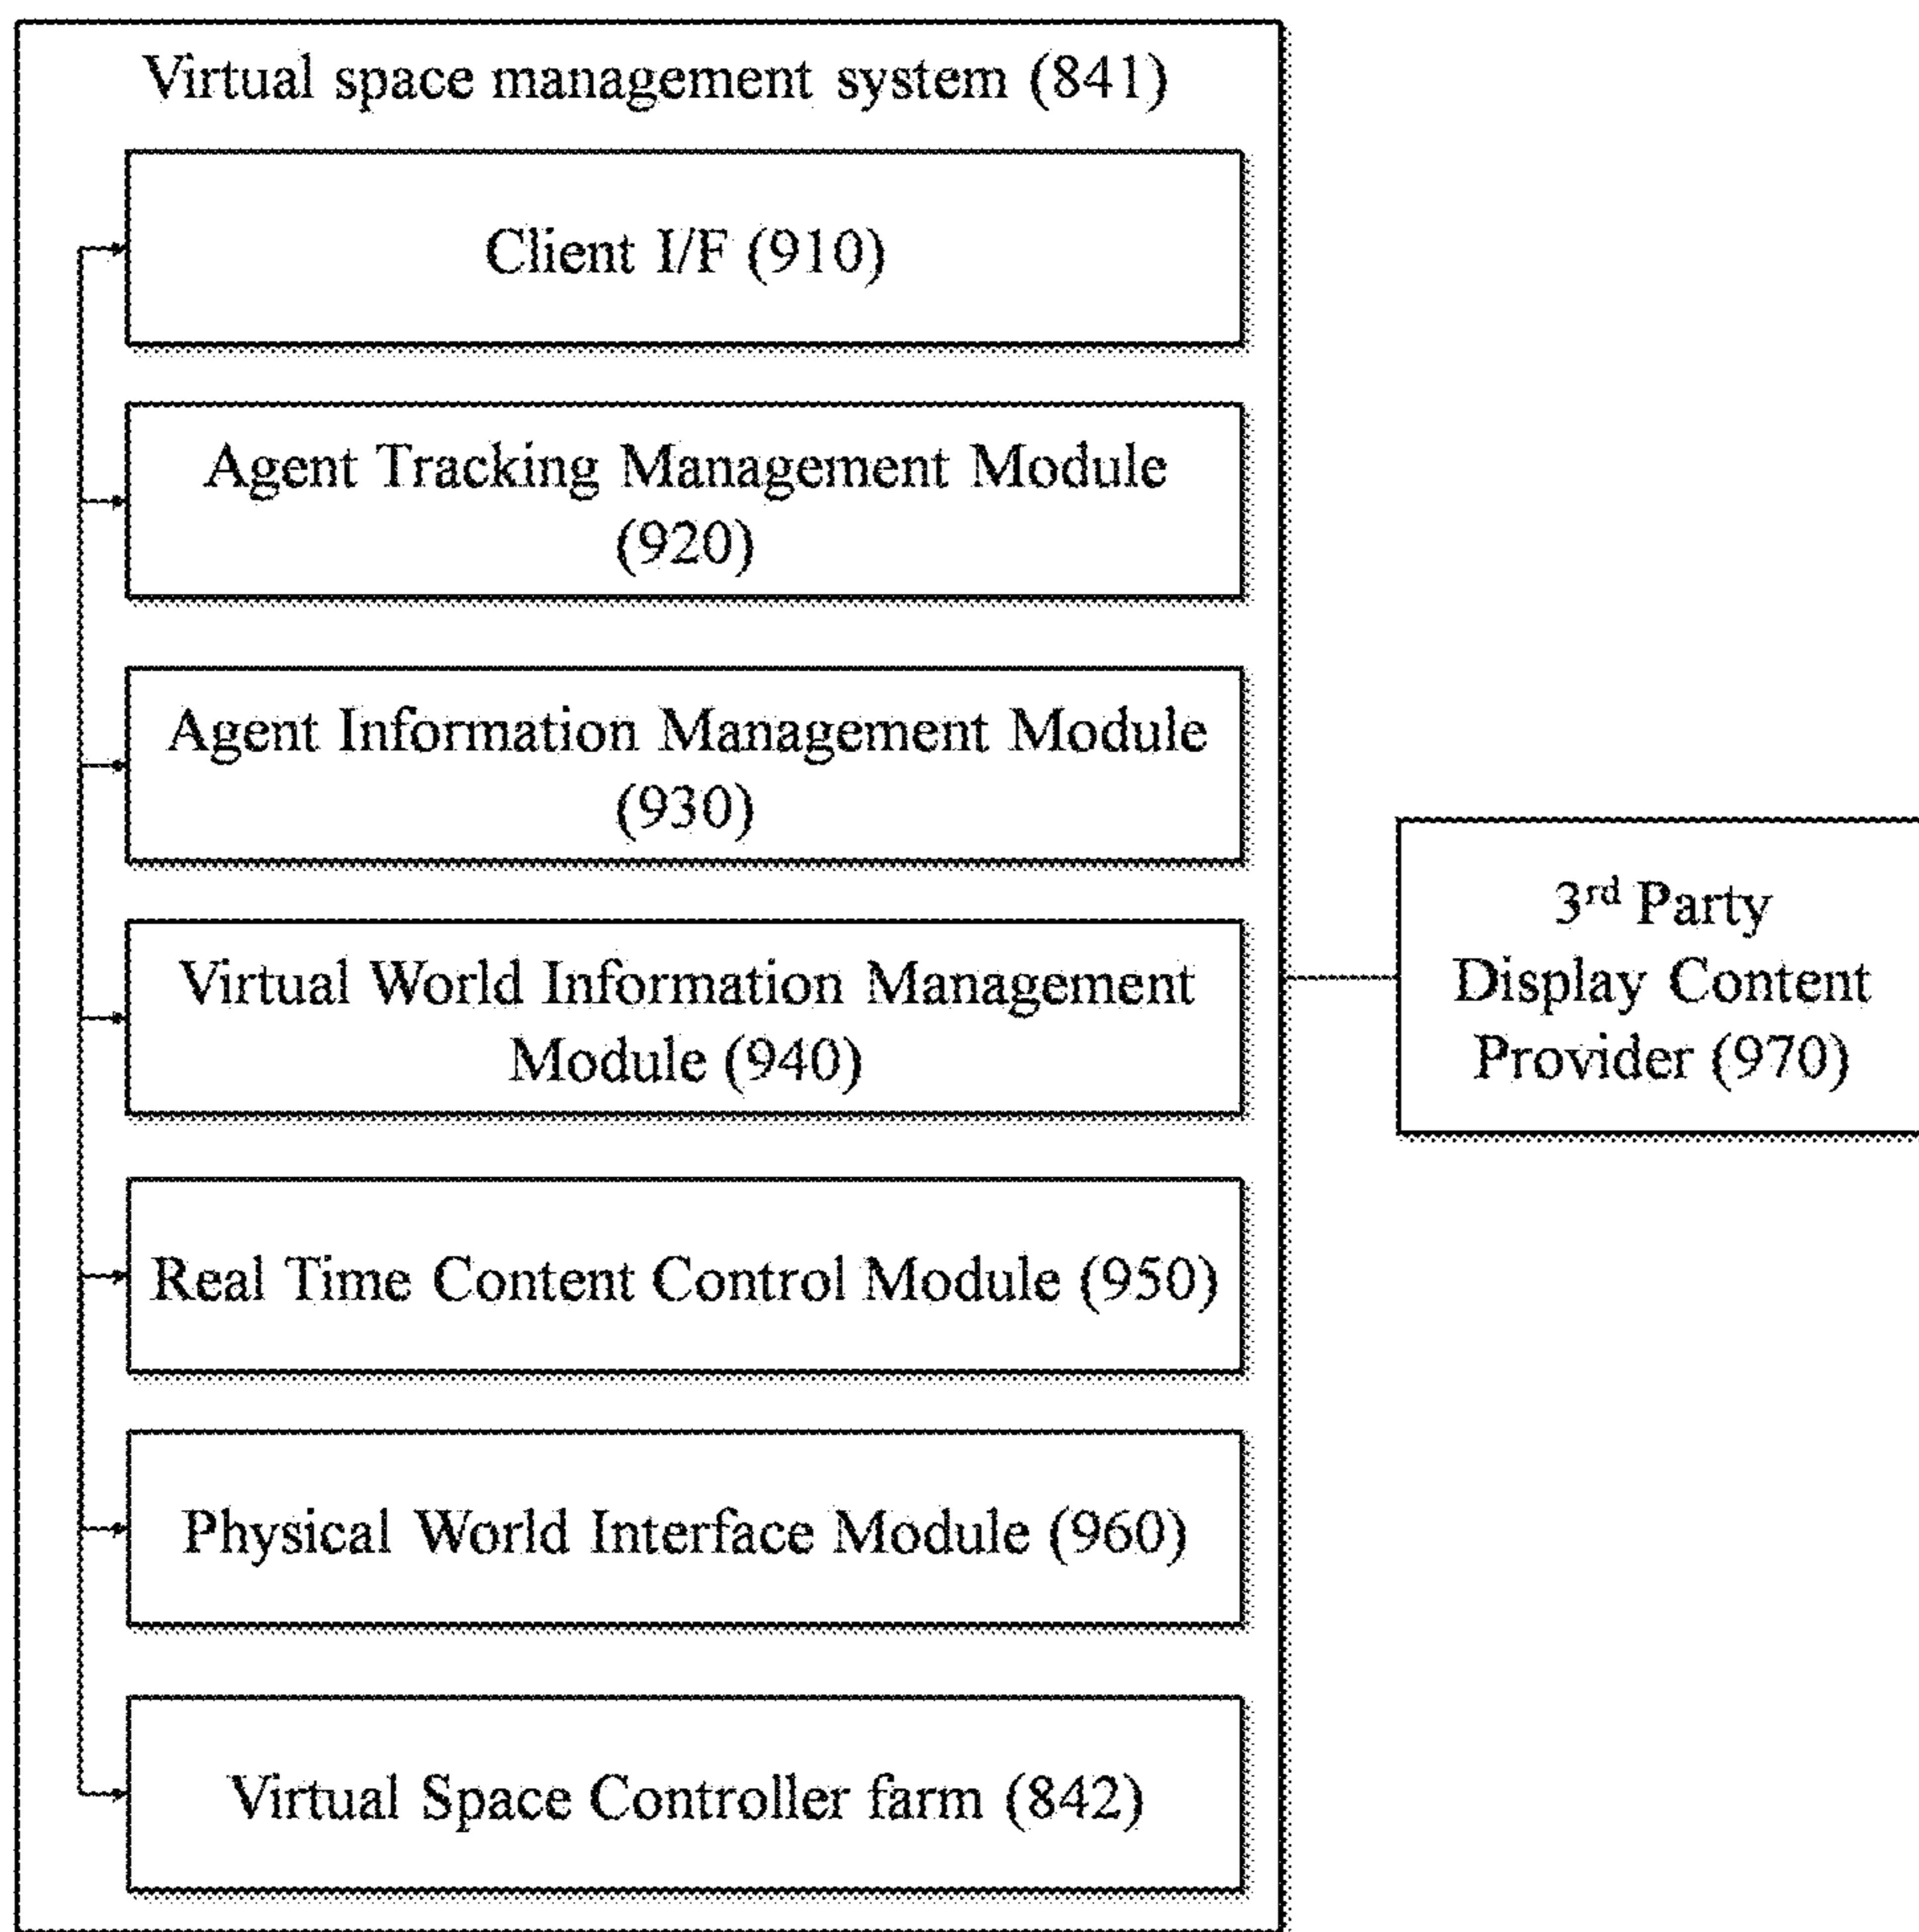 Virtual space management system (841)
Client I/F (910)
Agent Tracking Management Module
(920)
Agent Information Management Module
(930)
Virtual World Information Management
Module (940)
Real Time Content Control Module (950)
Physical World Interface Module (960)
Virtual Space Controller farm (842)
3rd Party
Display Content
Provider (970)